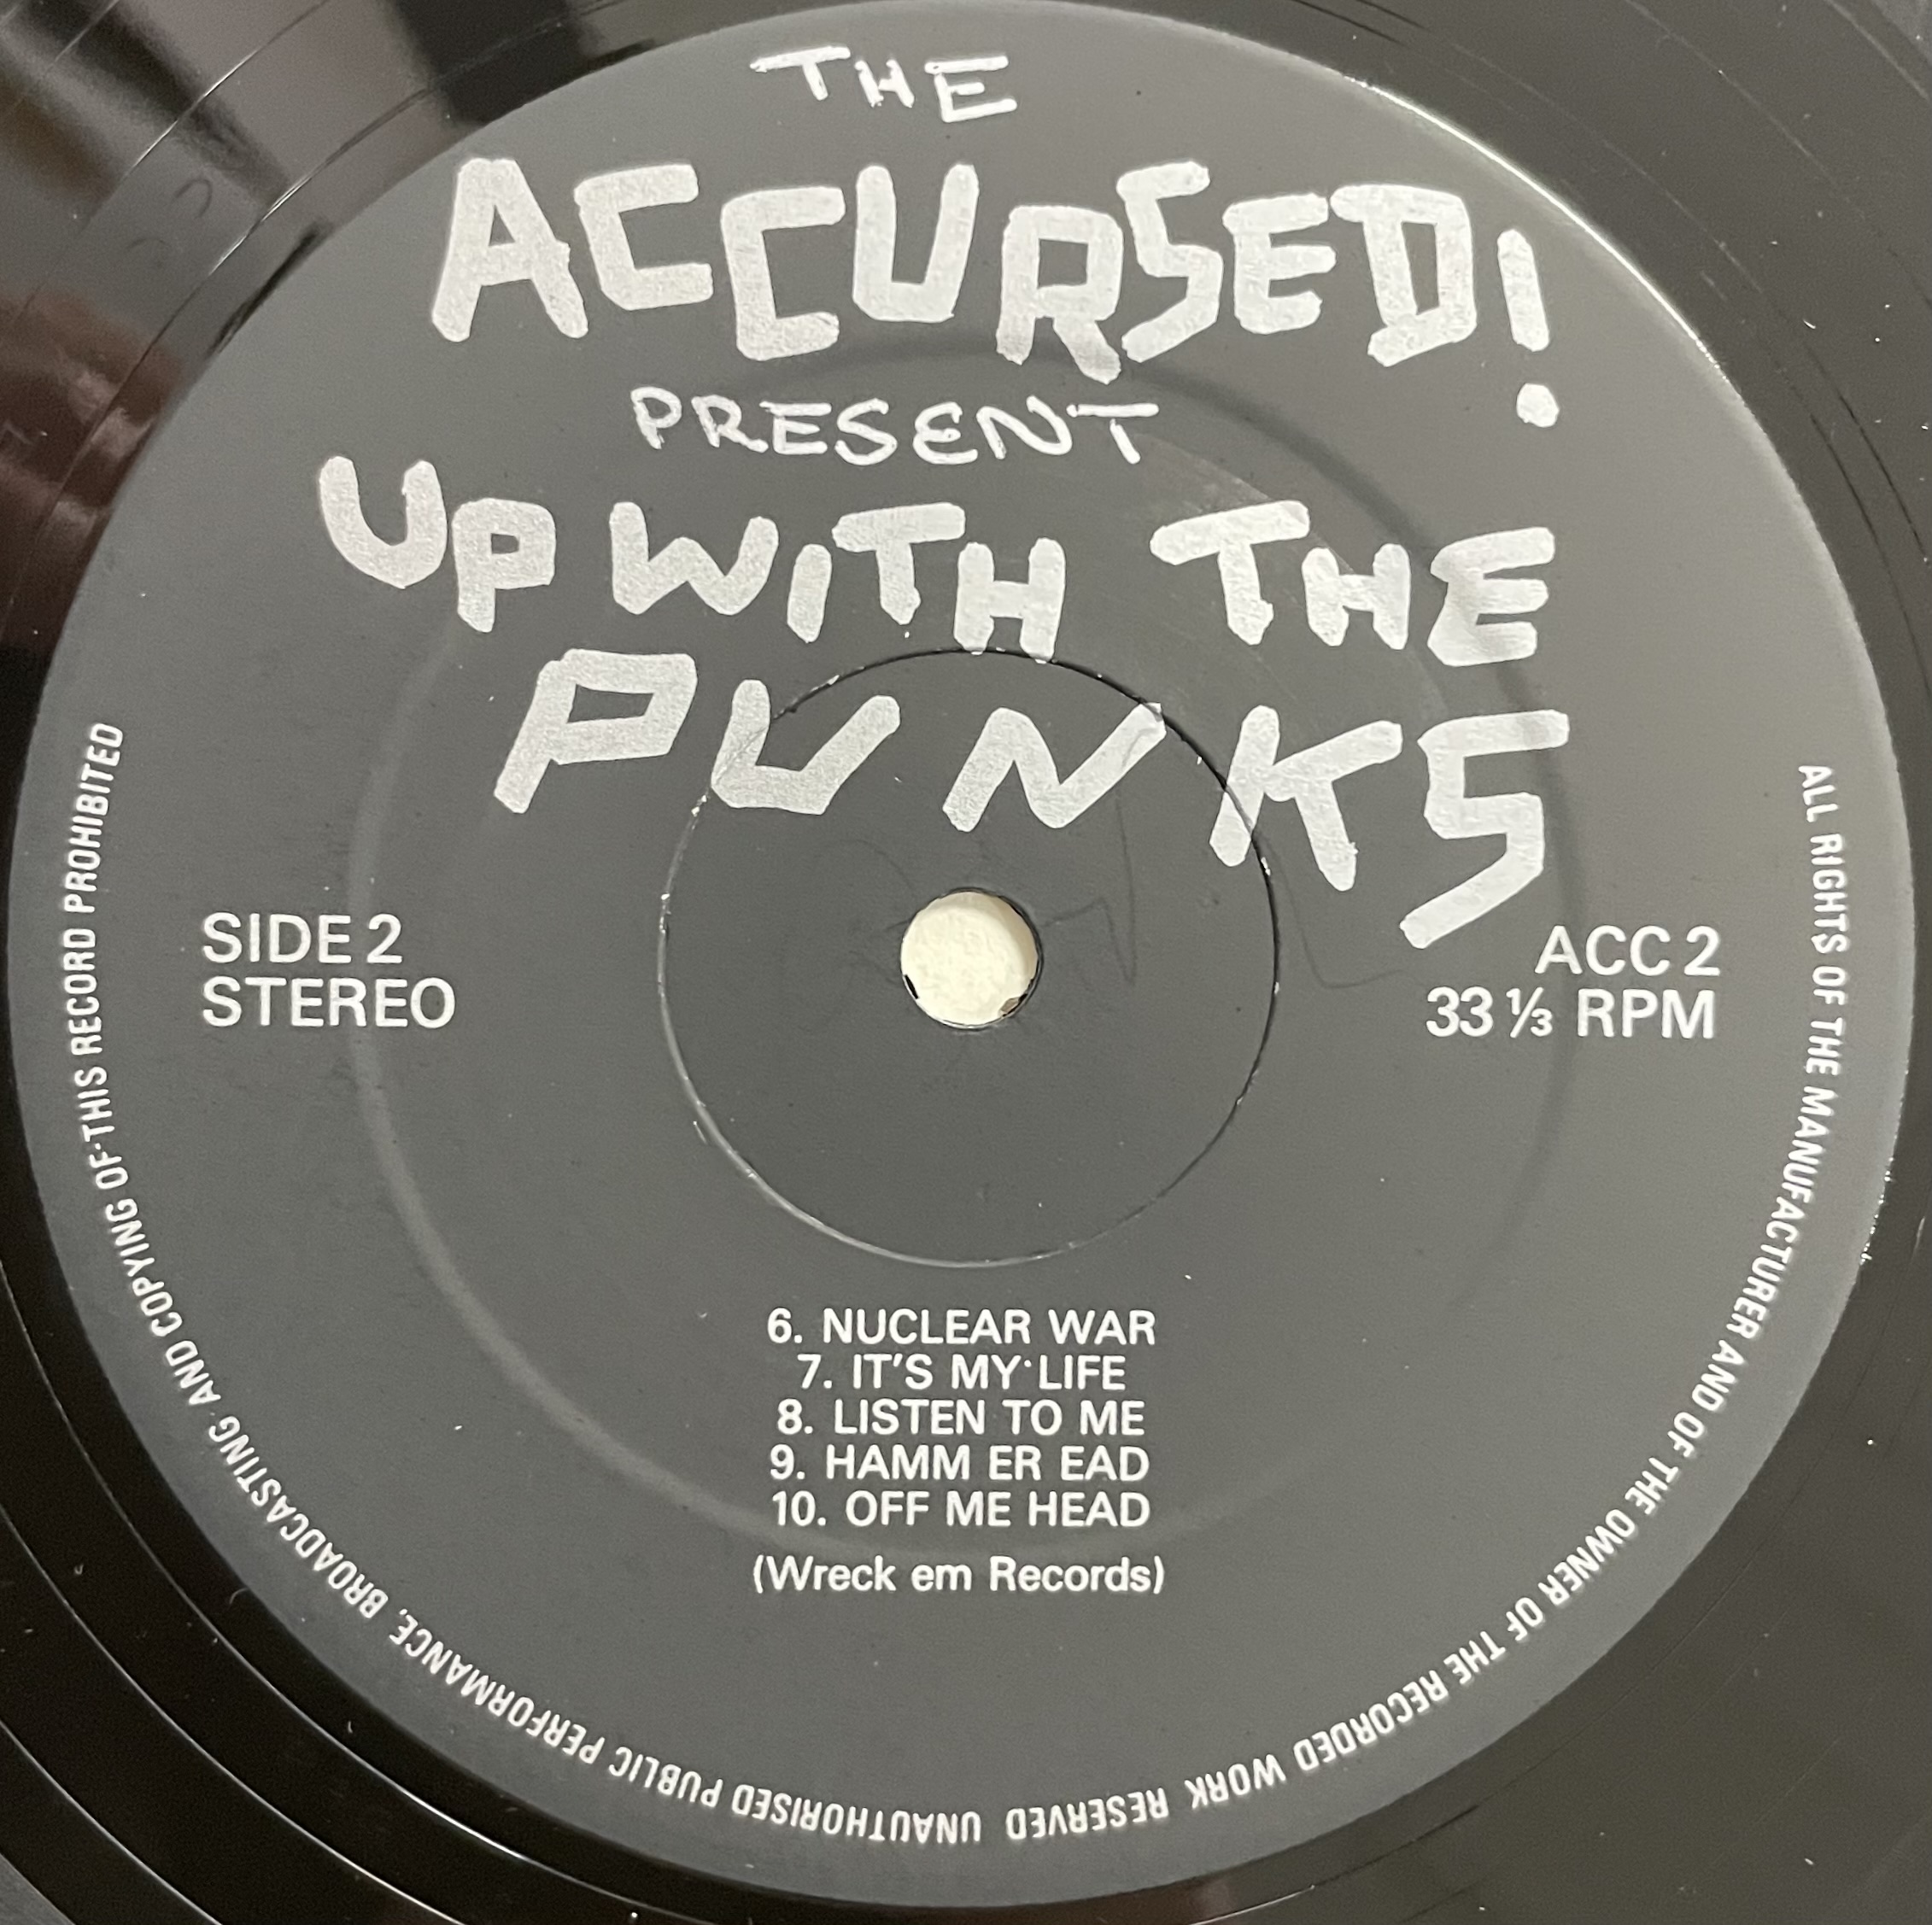 THE
ACCURSED!
PRESENT
UP WITH THE
PUNKS
SIDE 2
STEREO
ACC 2
33 ⅓ RPM
6. NUCLEAR WAR
7. IT'S MY LIFE
8. LISTEN TO ME
9. HAMM ER EAD
10. OFF ME HEAD
(Wreck em Records)
ALL RIGHTS OF THE MANUFACTURER AND OF THE OWNER OF THE RECORDED WORK RESERVED UNAUTHORISED PUBLIC PERFORMANCE, BROADCASTING AND COPYING OF THIS RECORD PROHIBITED